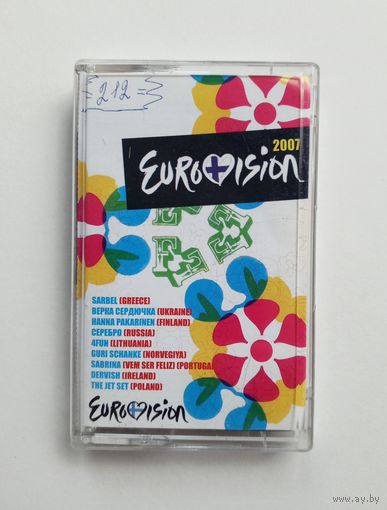 =212=
2007
EUROVISION
SARBEL (GREECE)
ВЕРКА СЕРДЮЧКА (UKRAINE)
HANNA PAKARINEN (FINLAND)
СЕРЕБРО (RUSSIA)
4FUN (LITHUANIA)
GURI SCHANKE (NORVEGIYA)
SABRINA (VEM SER FELIZ) (PORTUGAL
DERVISH (IRELAND)
THE JET SET (POLAND)
EUROVISION
www.ay.by